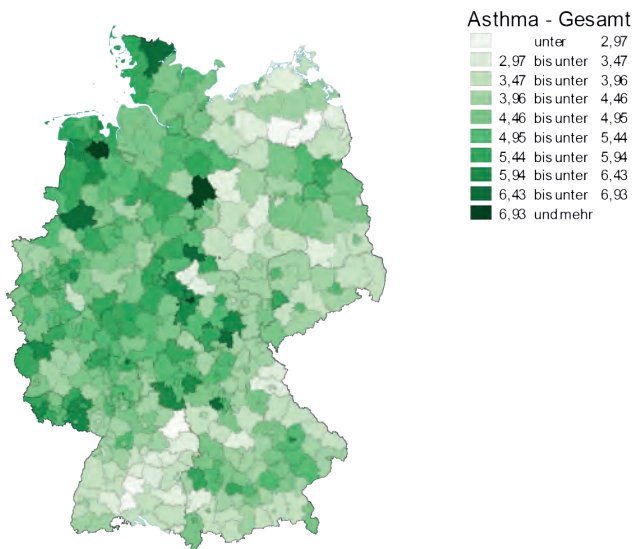 Asthma - Gesamt
unter 2,97
2,97 bis unter 3,47
3,47 bis unter 3,96
3,96 bis unter 4,46
4,46 bis unter 4,95
4,95 bis unter 5,44
5,44 bis unter 5,94
5,94 bis unter 6,43
6,43 bis unter 6,93
6,93 und mehr